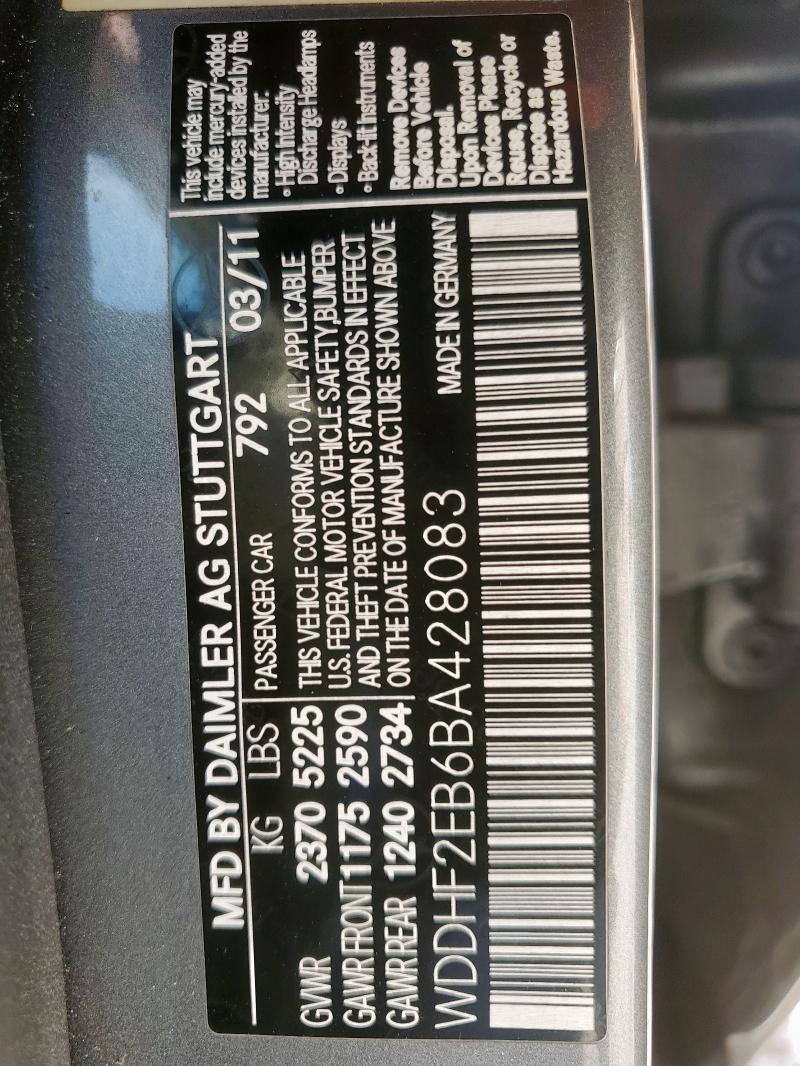 MFD BY DAIMLER AG STUTTGART
KG LBS PASSENGER CAR 792 03/11
GVWR 2370 5225
GAWR FRONT 1175 2590
GAWR REAR 1240 2734
THIS VEHICLE CONFORMS TO ALL APPLICABLE
U.S. FEDERAL MOTOR VEHICLE SAFETY,BUMPER
AND THEFT PREVENTION STANDARDS IN EFFECT
ON THE DATE OF MANUFACTURE SHOWN ABOVE
WDDHF2EB6BA428083 MADE IN GERMANY
This vehicle may
include mercury-added
devices installed by the
manufacturer:
• High Intensity
Discharge Headlamps
• Displays
• Back-lit Instruments
Remove Devices
Before Vehicle
Disposal.
Upon Removal of
Devices Please
Reuse, Recycle or
Dispose as
Hazardous Waste.